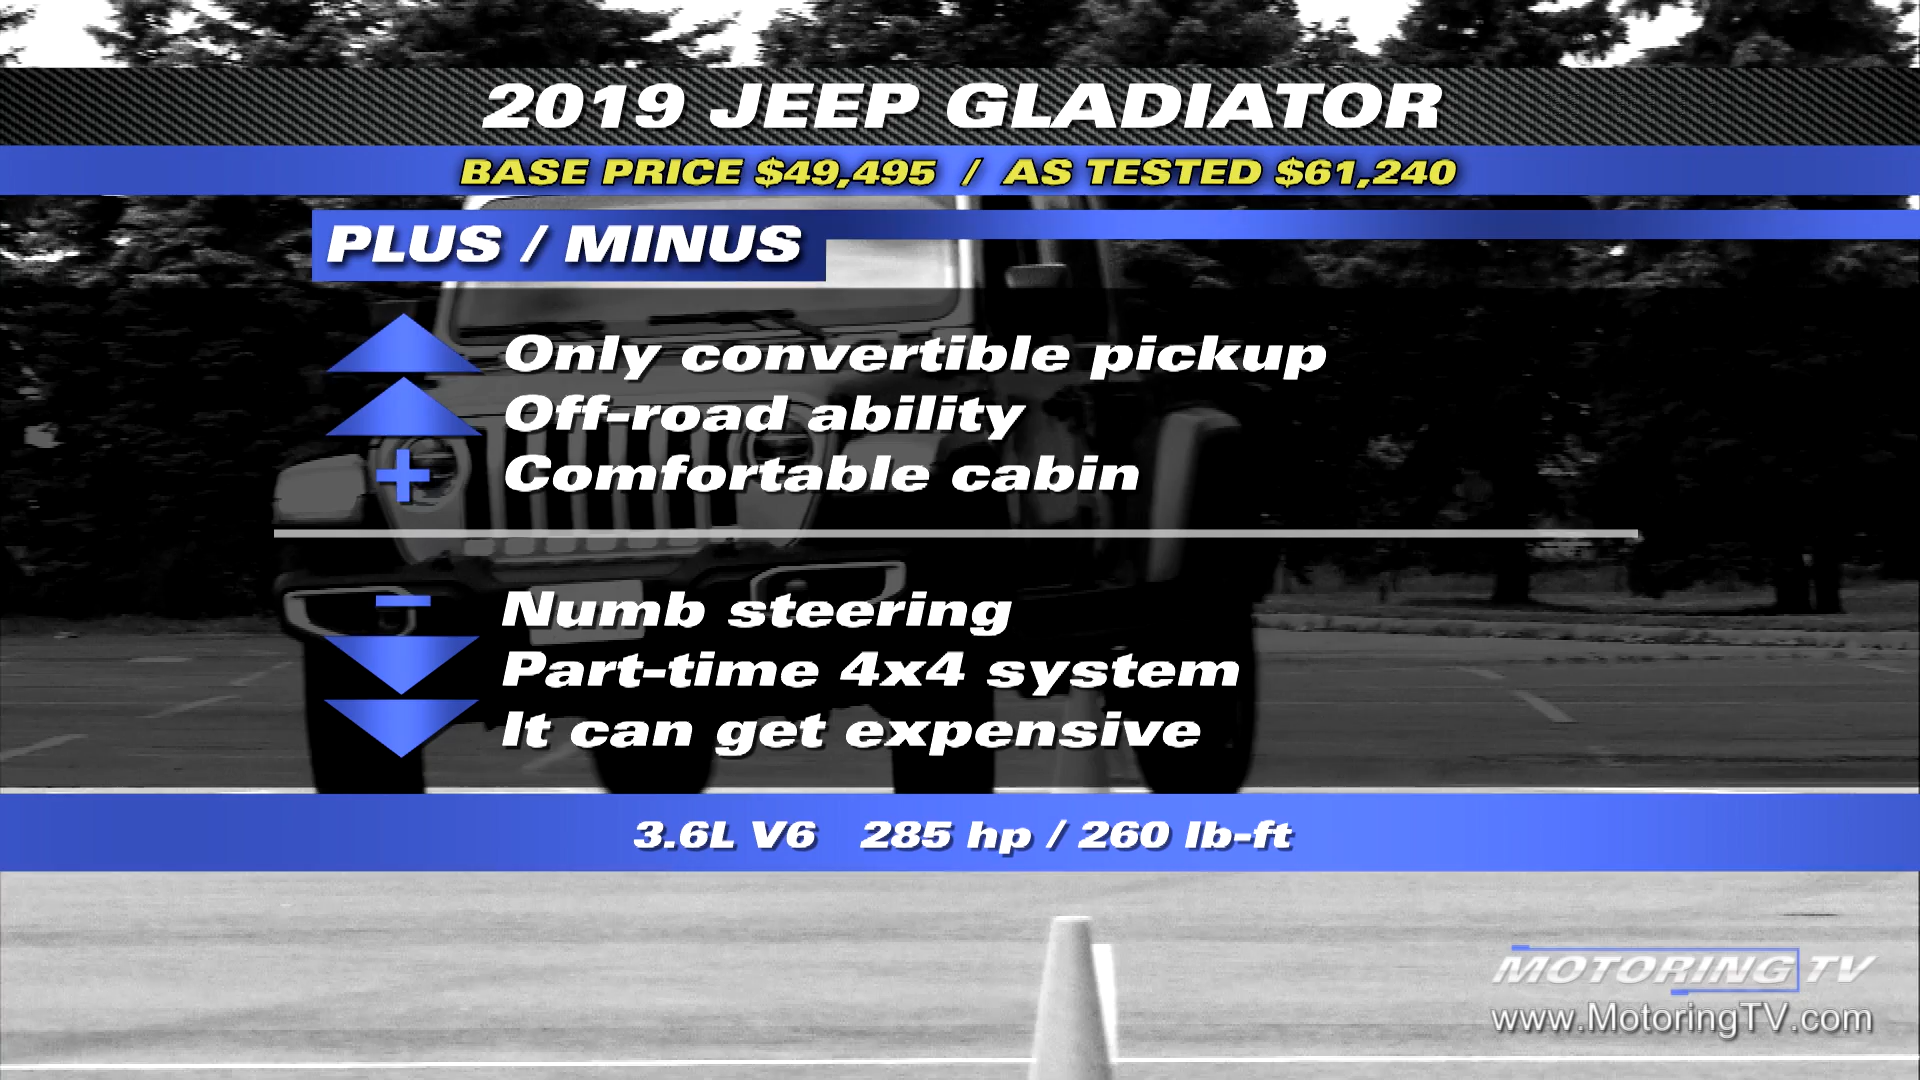 2019 JEEP GLADIATOR
BASE PRICE $49,495 / AS TESTED $61,240
PLUS / MINUS
Only convertible pickup
Off-road ability
+ Comfortable cabin
– Numb steering
Part-time 4x4 system
It can get expensive
3.6L V6 285 hp / 260 lb-ft
MOTORING TV
www.MotoringTV.com